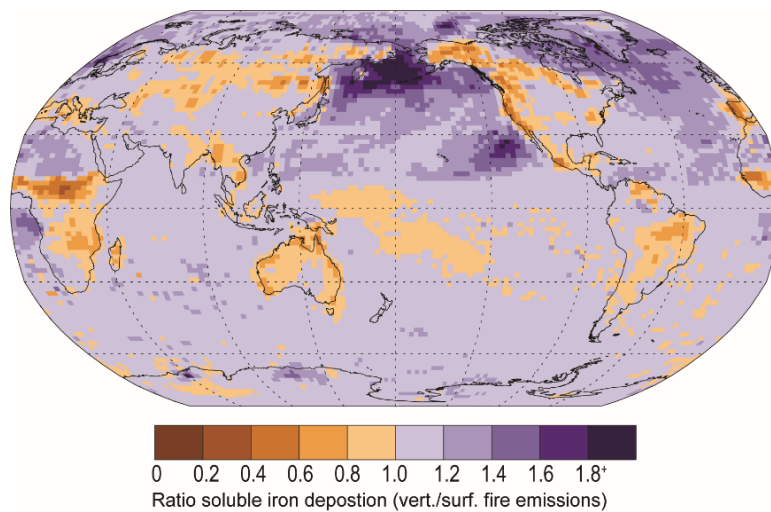 0 0.2 0.4 0.6 0.8 1.0 1.2 1.4 1.6 1.8+
Ratio soluble iron depostion (vert./surf. fire emissions)